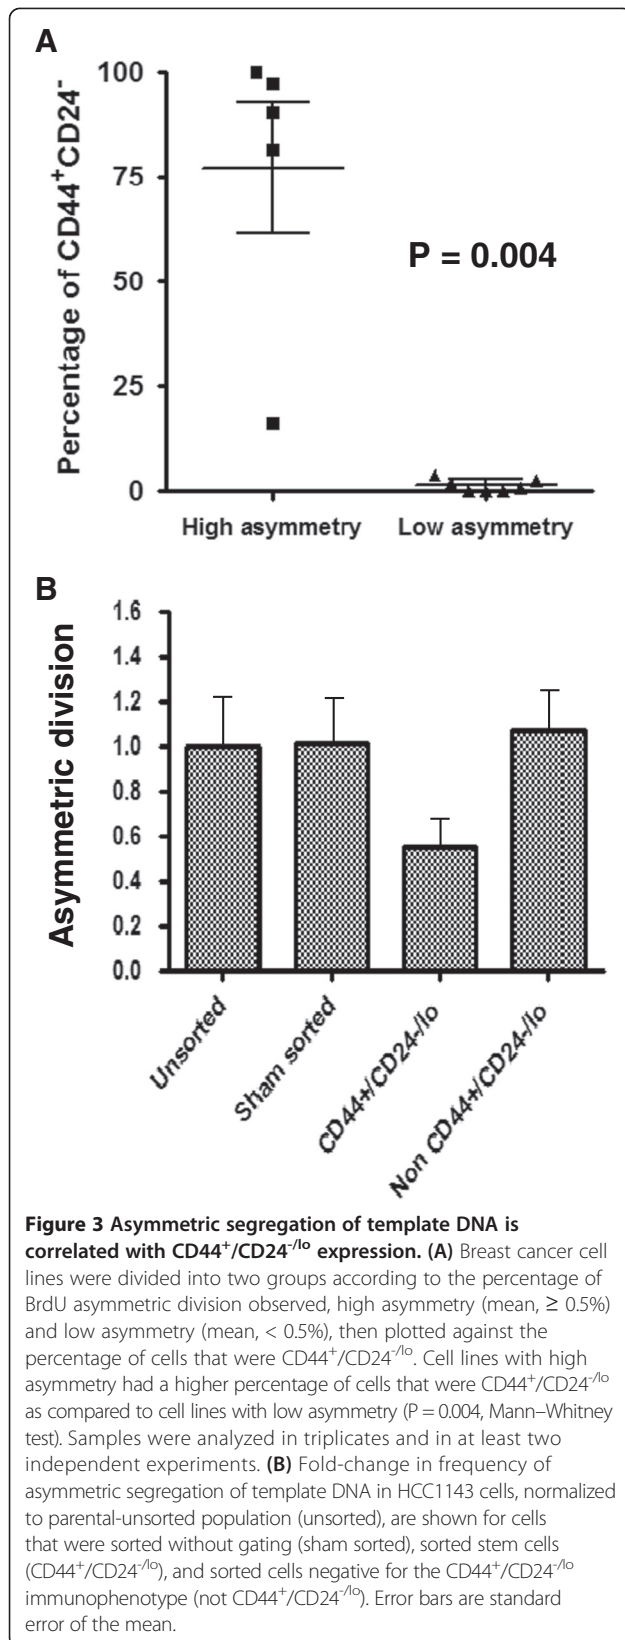 A
100
75
50
25
0
Percentage of CD44⁺CD24⁻
P = 0.004
High asymmetry Low asymmetry
B
1.6
1.4
1.2
1.0
0.8
0.6
0.4
0.2
0.0
Asymmetric division
Unsorted
Sham sorted
CD44+/CD24-/lo
Non CD44+/CD24-/lo
Figure 3 Asymmetric segregation of template DNA is
correlated with CD44⁺/CD24⁻/ˡᵒ expression. (A) Breast cancer cell
lines were divided into two groups according to the percentage of
BrdU asymmetric division observed, high asymmetry (mean, ≥ 0.5%)
and low asymmetry (mean, < 0.5%), then plotted against the
percentage of cells that were CD44⁺/CD24⁻/ˡᵒ. Cell lines with high
asymmetry had a higher percentage of cells that were CD44⁺/CD24⁻/ˡᵒ
as compared to cell lines with low asymmetry (P = 0.004, Mann–Whitney
test). Samples were analyzed in triplicates and in at least two
independent experiments. (B) Fold-change in frequency of
asymmetric segregation of template DNA in HCC1143 cells, normalized
to parental-unsorted population (unsorted), are shown for cells
that were sorted without gating (sham sorted), sorted stem cells
(CD44⁺/CD24⁻/ˡᵒ), and sorted cells negative for the CD44⁺/CD24⁻/ˡᵒ
immunophenotype (not CD44⁺/CD24⁻/ˡᵒ). Error bars are standard
error of the mean.